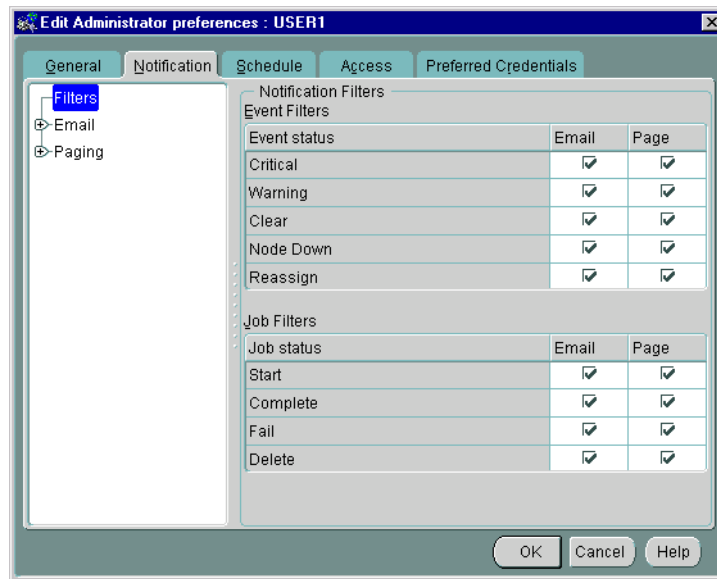 Edit Administrator preferences : USER1
General Notification Schedule Access Preferred Credentials
Filters
Email
Paging
Notification Filters
Event Filters
Event status Email Page
Critical
Warning
Clear
Node Down
Reassign
Job Filters
Job status Email Page
Start
Complete
Fail
Delete
OK Cancel Help